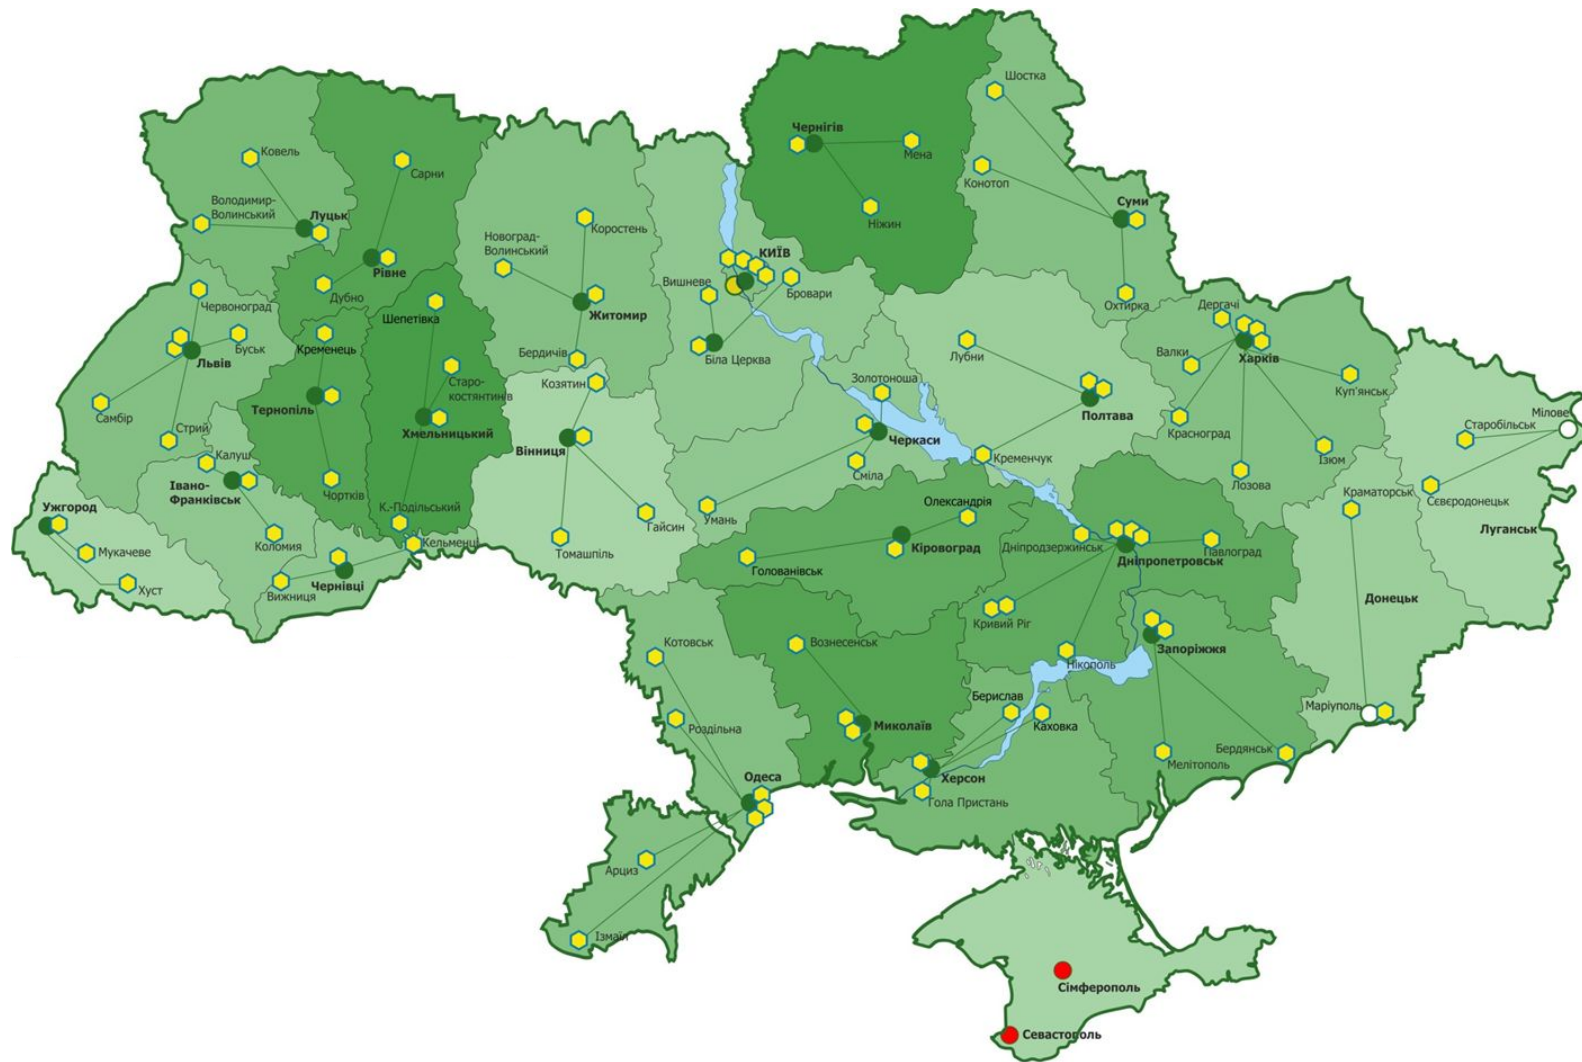 Шостка
Чернігів
Мена
Конотоп
Ковель
Сарни
Володимир-
Волинський
Луцьк
Ніжин
Суми
Коростень
Новоград-
Волинський
КИЇВ
Рівне
Вишневе
Бровари
Дубно
Червоноград
Шепетівка
Житомир
Охтирка
Дергачі
Кременець
Буськ
Львів
Бердичів
Біла Церква
Лубни
Валки
Харків
Козятин
Золотоноша
Куп'янськ
Старо-
костянтинів
Самбір
Тернопіль
Полтава
Мілове
Стрий
Хмельницький
Вінниця
Черкаси
Красноград
Старобільськ
Калуш
Ізюм
Сміла
Кременчук
Івано-
Франківськ
Чортків
Лозова
Краматорськ
Сєвєродонецьк
Ужгород
К.-Подільський
Олександрія
Умань
Гайсин
Луганськ
Коломия
Кельменці
Мукачеве
Томашпіль
Кіровоград
Дніпродзержинськ
Павлоград
Дніпропетровськ
Голованівськ
Хуст
Вижниця
Чернівці
Донецьк
Кривий Ріг
Котовськ
Вознесенськ
Запоріжжя
Нікополь
Берислав
Маріуполь
Роздільна
Миколаїв
Каховка
Мелітополь
Бердянськ
Одеса
Херсон
Гола Пристань
Арциз
Ізмаїл
Сімферополь
Севастополь